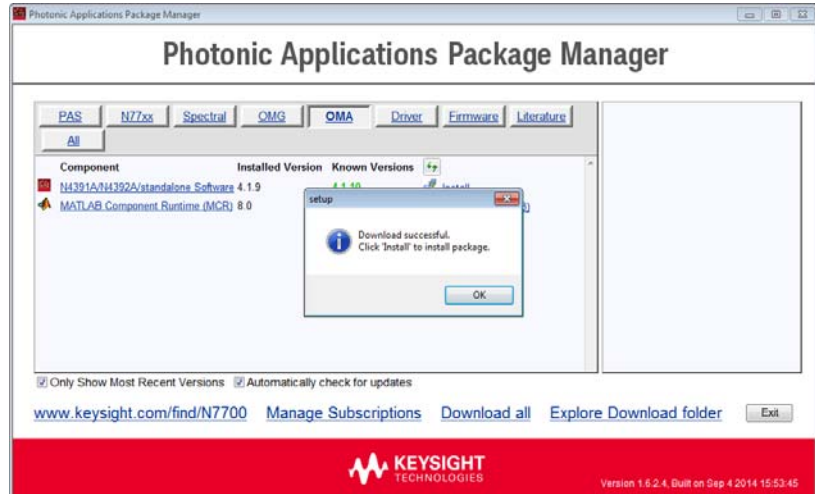 Photonic Applications Package Manager
Photonic Applications Package Manager
PAS N77xx Spectral OMG OMA Driver Firmware Literature
All
Component Installed Version Known Versions
N4391A/N4392A/standalone Software 4.1.9 4.1.10 Install
MATLAB Component Runtime (MCR) 8.0
setup
Download successful.
Click 'Install' to install package.
OK
Only Show Most Recent Versions Automatically check for updates
www.keysight.com/find/N7700 Manage Subscriptions Download all Explore Download folder Exit
KEYSIGHT
TECHNOLOGIES
Version 1.6.2.4, Built on Sep 4 2014 15:53:45